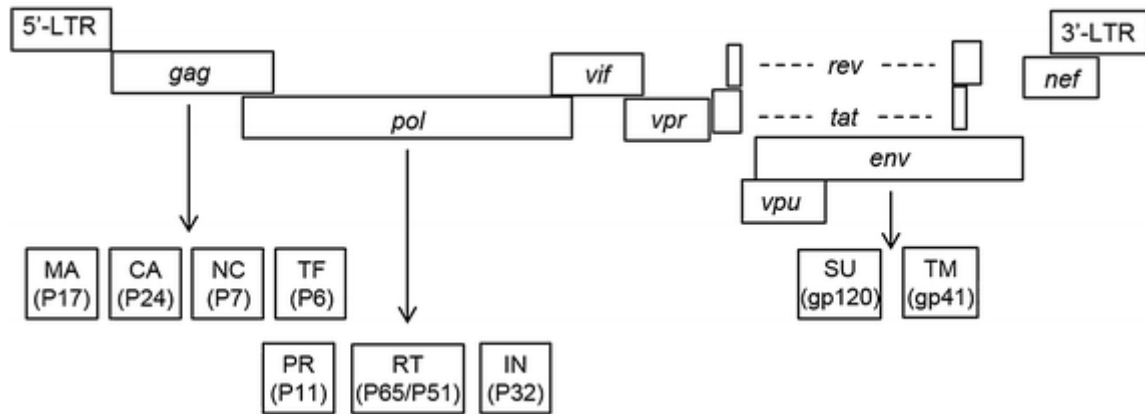 5'-LTR
3'-LTR
gag
vif
rev
nef
pol
vpr
tat
env
vpu
MA
(P17)
CA
(P24)
NC
(P7)
TF
(P6)
SU
(gp120)
TM
(gp41)
PR
(P11)
RT
(P65/P51)
IN
(P32)